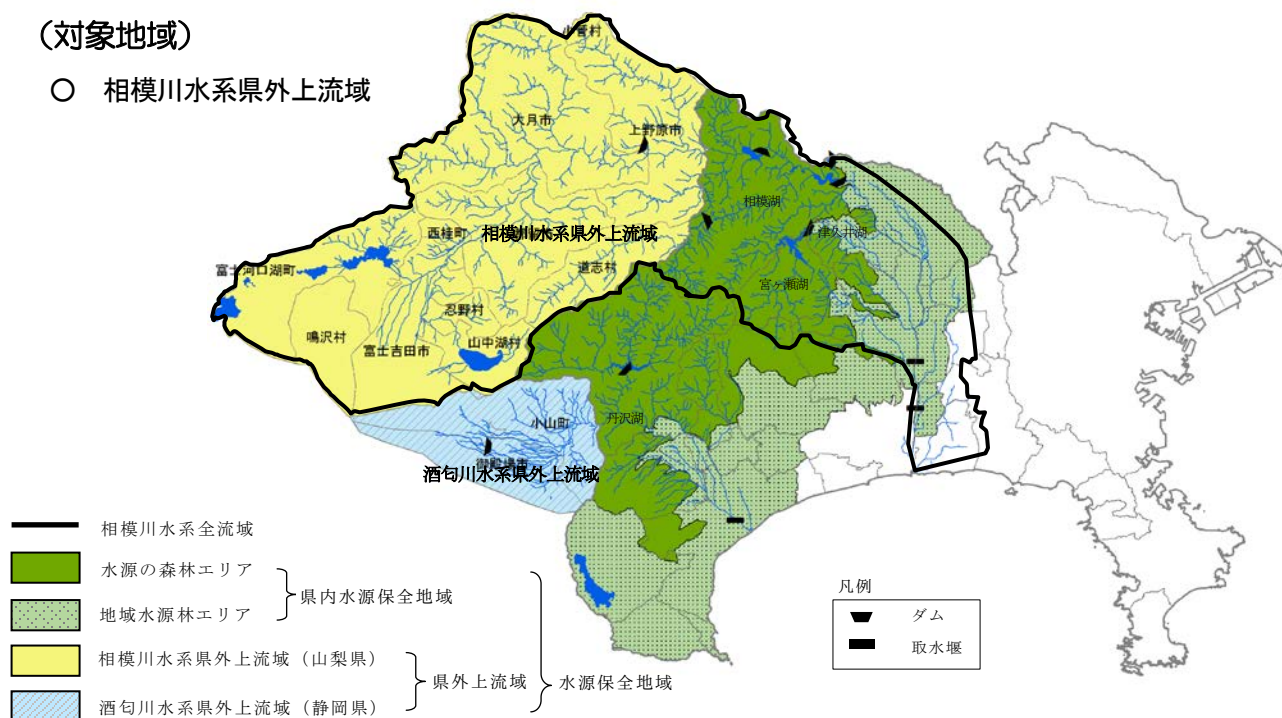 （対象地域）
○ 相模川水系県外上流域
小菅村
大月市
上野原市
相模湖
津久井湖
西桂町
相模川水系県外上流域
富士河口湖町
道志村
宮ヶ瀬湖
忍野村
鳴沢村
富士吉田市
山中湖村
丹沢湖
小山町
御殿場市
酒匂川水系県外上流域
相模川水系全流域
水源の森林エリア
地域水源林エリア
県内水源保全地域
相模川水系県外上流域（山梨県）
酒匂川水系県外上流域（静岡県）
県外上流域
水源保全地域
凡例
ダム
取水堰